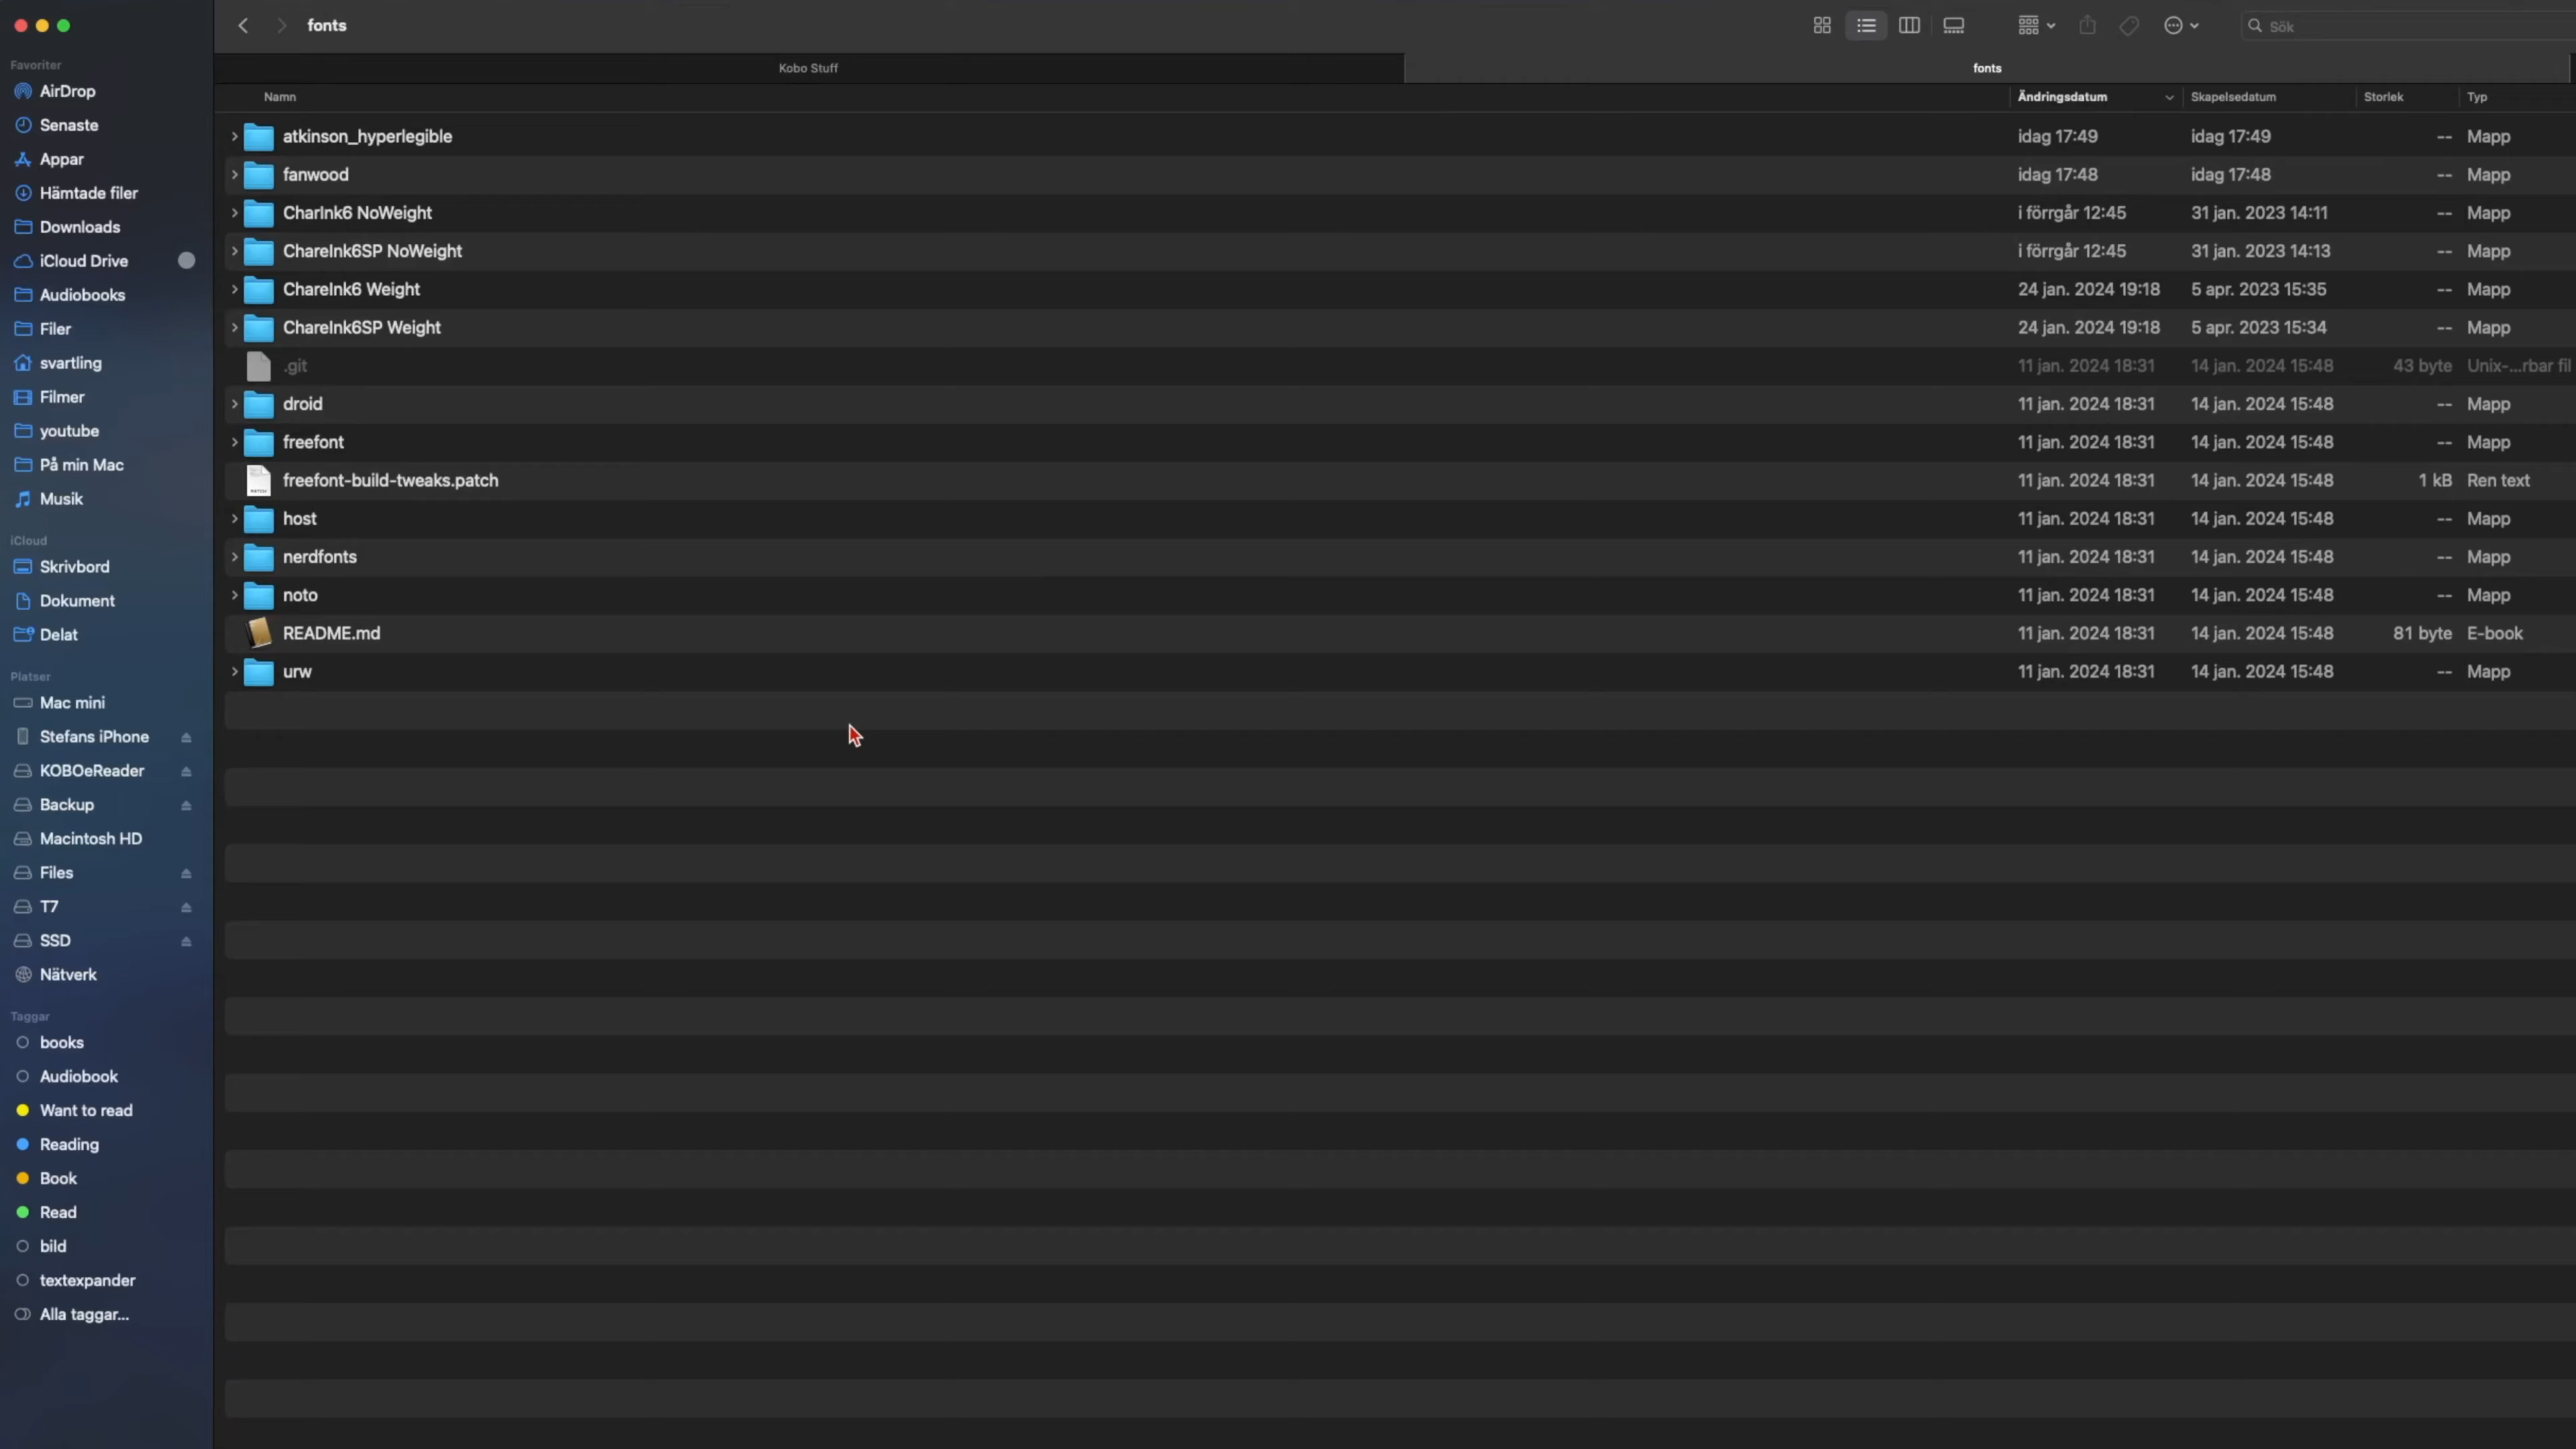 fonts
Sök
Kobo Stuff
fonts
Favoriter
AirDrop
Senaste
Appar
Hämtade filer
Downloads
iCloud Drive
Audiobooks
Filer
svartling
Filmer
youtube
På min Mac
Musik
iCloud
Skrivbord
Dokument
Delat
Platser
Mac mini
Stefans iPhone
KOBOeReader
Backup
Macintosh HD
Files
T7
SSD
Nätverk
Taggar
books
Audiobook
Want to read
Reading
Book
Read
bild
textexpander
Alla taggar...
Namn Ändringsdatum Skapelsedatum Storlek Typ
atkinson_hyperlegible idag 17:49 idag 17:49 -- Mapp
fanwood idag 17:48 idag 17:48 -- Mapp
CharInk6 NoWeight i förrgår 12:45 31 jan. 2023 14:11 -- Mapp
ChareInk6SP NoWeight i förrgår 12:45 31 jan. 2023 14:13 -- Mapp
ChareInk6 Weight 24 jan. 2024 19:18 5 apr. 2023 15:35 -- Mapp
ChareInk6SP Weight 24 jan. 2024 19:18 5 apr. 2023 15:34 -- Mapp
.git 11 jan. 2024 18:31 14 jan. 2024 15:48 43 byte Unix-...rbar fil
droid 11 jan. 2024 18:31 14 jan. 2024 15:48 -- Mapp
freefont 11 jan. 2024 18:31 14 jan. 2024 15:48 -- Mapp
freefont-build-tweaks.patch 11 jan. 2024 18:31 14 jan. 2024 15:48 1 kB Ren text
host 11 jan. 2024 18:31 14 jan. 2024 15:48 -- Mapp
nerdfonts 11 jan. 2024 18:31 14 jan. 2024 15:48 -- Mapp
noto 11 jan. 2024 18:31 14 jan. 2024 15:48 -- Mapp
README.md 11 jan. 2024 18:31 14 jan. 2024 15:48 81 byte E-book
urw 11 jan. 2024 18:31 14 jan. 2024 15:48 -- Mapp